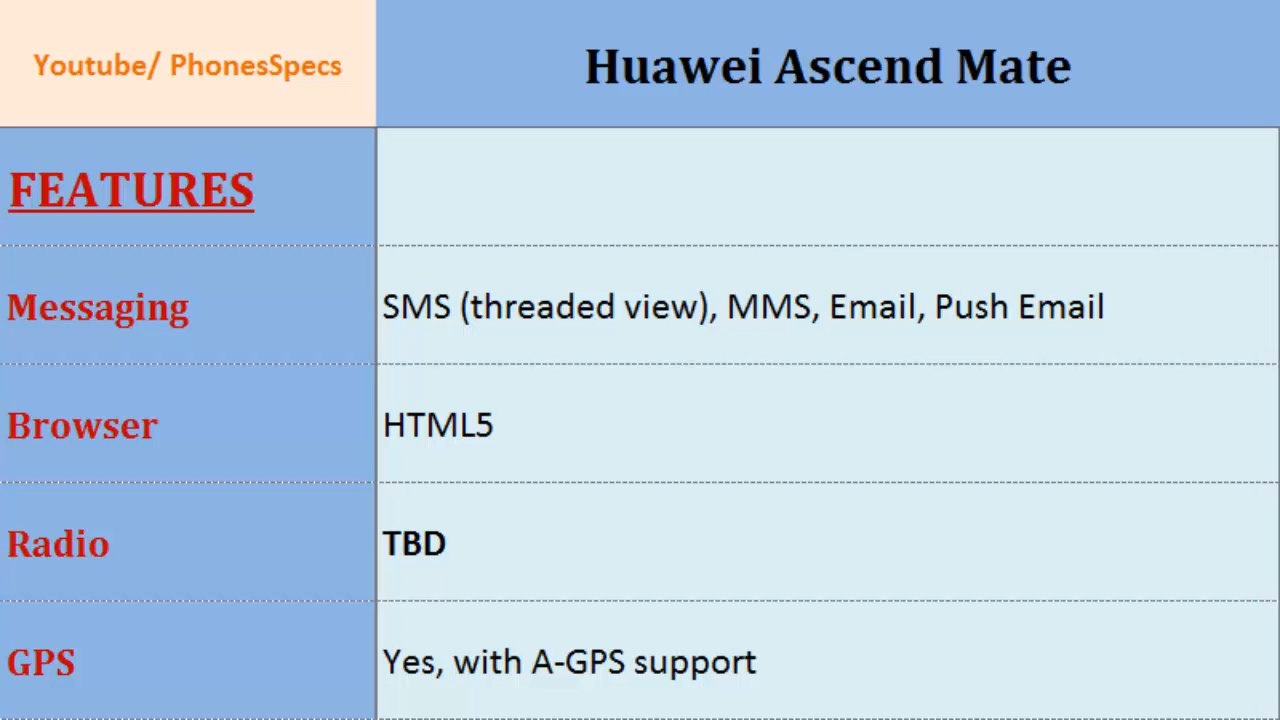 Youtube/ PhonesSpecs
Huawei Ascend Mate
FEATURES
Messaging
SMS (threaded view), MMS, Email, Push Email
Browser
HTML5
Radio
TBD
GPS
Yes, with A-GPS support